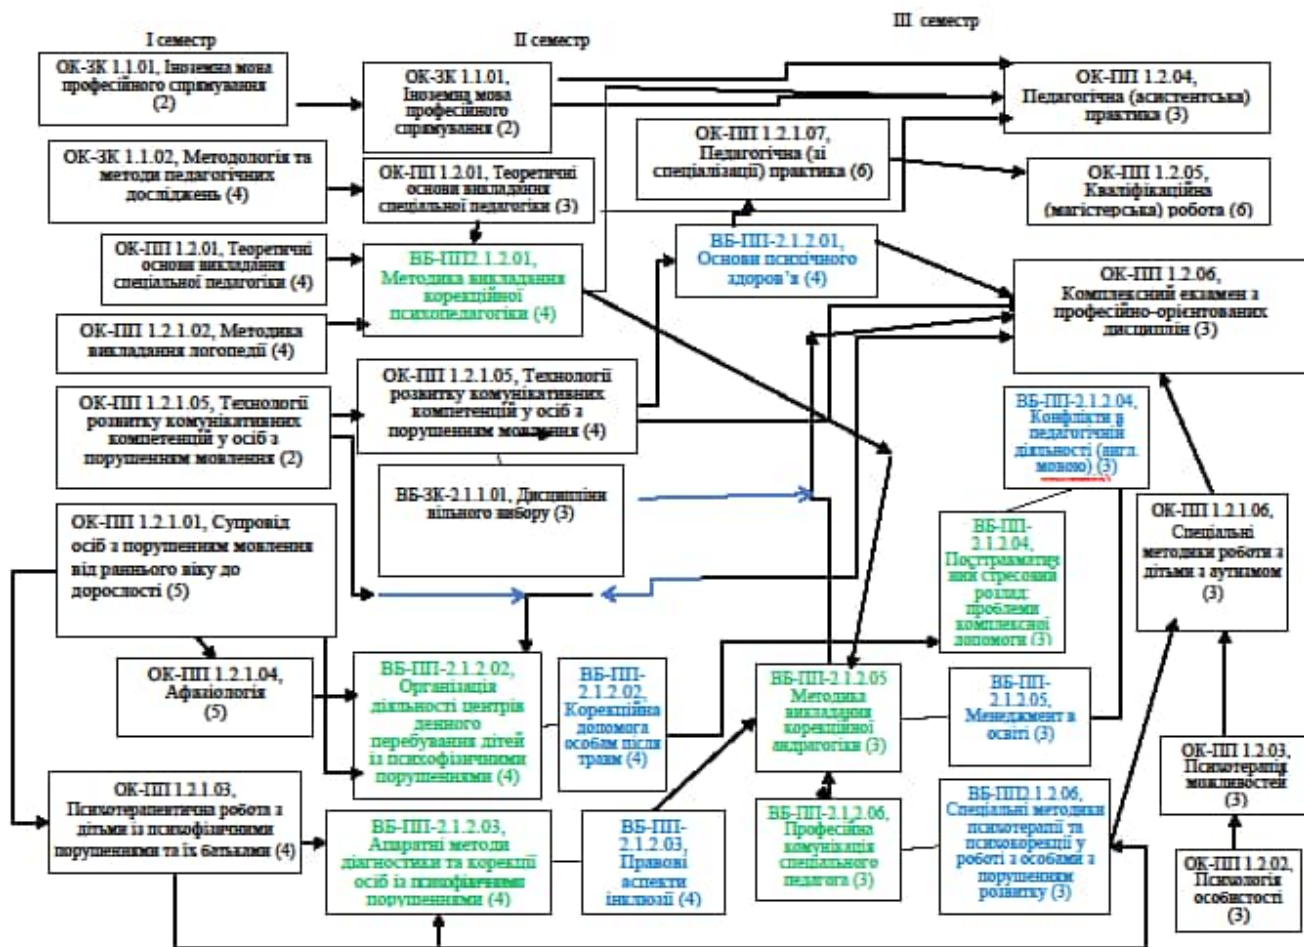 I семестр
II семестр
III семестр
ОК-ЗК 1.1.01, Іноземна мова
професійного спрямування
(2)
ОК-ЗК 1.1.02, Методологія та
методи педагогічних
досліджень (4)
ОК-ПП 1.2.01, Теоретичні
основи викладання
спеціальної педагогіки (4)
ОК-ПП 1.2.1.02, Методика
викладання логопедії (4)
ОК-ПП 1.2.1.05, Технології
розвитку комунікативних
компетенцій у осіб з
порушенням мовлення (2)
ОК-ПП 1.2.1.01, Супровід
осіб з порушенням мовлення
від раннього віку до
дорослості (5)
ОК-ПП 1.2.1.04,
Афазіологія
(5)
ОК-ПП 1.2.1.03,
Психотерапевтична робота з
дітьми із психофізичними
порушеннями та їх батьками (4)
ОК-ЗК 1.1.01,
Іноземна мова
професійного
спрямування (2)
ОК-ПП 1.2.01, Теоретичні
основи викладання
спеціальної педагогіки (3)
ВБ-ПП2.1.2.01,
Методика викладання
корекційної
психопедагогіки (4)
ОК-ПП 1.2.1.05, Технології
розвитку комунікативних
компетенцій у осіб з
порушенням мовлення (4)
ВБ-ЗК-2.1.1.01, Дисципліни
вільного вибору (3)
ВБ-ПП-2.1.2.02,
Організація
діяльності центрів
денного
перебування дітей
із психофізичними
порушеннями (4)
ВБ-ПП-
2.1.2.02,
Корекційна
допомога
особам після
травм (4)
ВБ-ПП-2.1.2.03,
Апаратні методи
діагностики та корекції
осіб із психофізичними
порушеннями (4)
ВБ-ПП-
2.1.2.03,
Правові
аспекти
інклюзії (4)
ОК-ПП 1.2.1.07,
Педагогічна (зі
спеціалізації) практика (6)
ВБ-ПП-2.1.2.01,
Основи психічного
здоров’я (4)
ОК-ПП 1.2.04,
Педагогічна (асистентська)
практика (3)
ОК-ПП 1.2.05,
Кваліфікаційна
(магістерська) робота (6)
ОК-ПП 1.2.06,
Комплексний екзамен з
професійно-орієнтованих
дисциплін (3)
ВБ-ПП-2.1.2.04,
Конфлікти в
педагогічній
діяльності (англ.
мовою) (3)
ВБ-ПП-
2.1.2.04,
Посттравматич
ний стресовий
розлад:
проблеми
комплексної
допомоги (3)
ОК-ПП 1.2.1.06,
Спеціальні
методики роботи з
дітьми з аутизмом
(3)
ВБ-ПП-2.1.2.05
Методика
викладання
корекційної
андрагогіки (3)
ВБ-ПП-
2.1.2.05,
Менеджмент в
освіті (3)
ВБ-ПП-2.1.2.06,
Професійна
комунікація
спеціального
педагога (3)
ВБ-ПП2.1.2.06,
Спеціальні методики
психотерапії та
психокорекції у
роботі з особами з
порушенням
розвитку (3)
ОК-ПП 1.2.03,
Психотерапія
можливостей
(3)
ОК-ПП 1.2.02,
Психологія
особистості
(3)